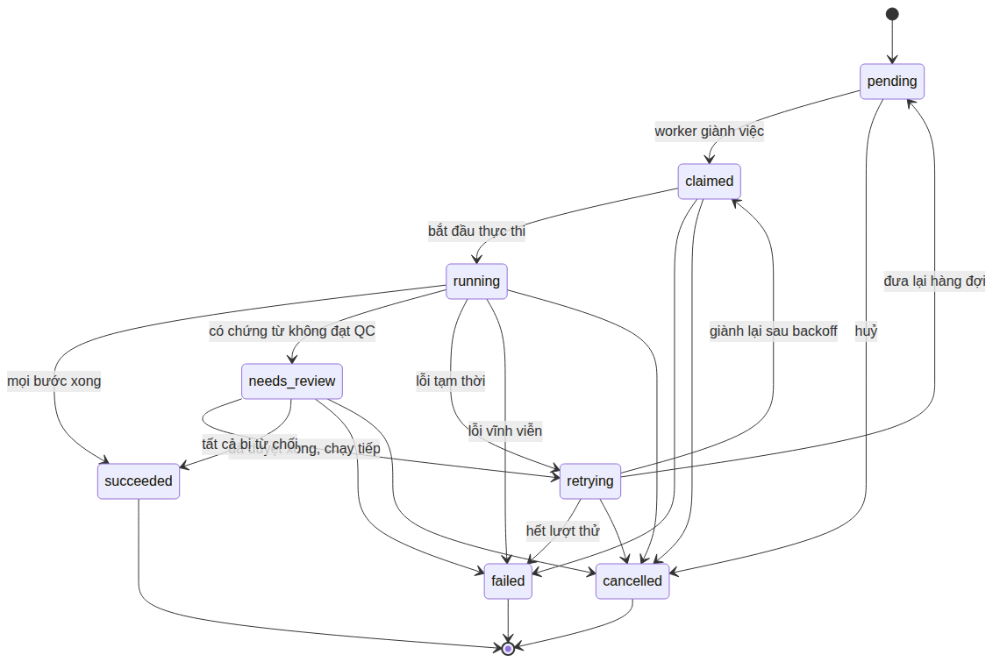 pending
worker giành việc
claimed
bắt đầu thực thi
running
đưa lại hàng đợi
có chứng từ không đạt QC
giành lại sau backoff
huỷ
mọi bước xong
needs_review
lỗi tạm thời
lỗi vĩnh viễn
tất cả bị từ chối
duyệt xong, chạy tiếp
succeeded
retrying
hết lượt thử
failed
cancelled